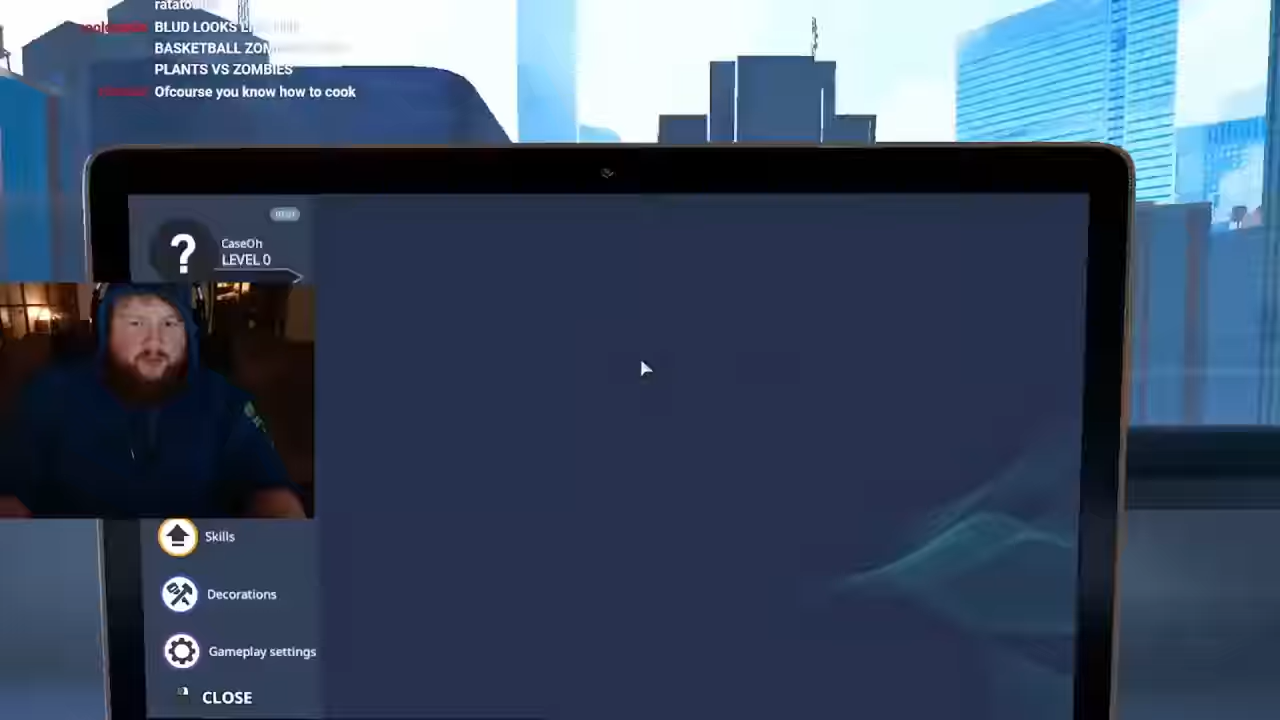 BLUD LOOKS
BASKETBALL
PLANTS VS ZOMBIES
Ofcourse you know how to cook
CaseOh
LEVEL 0
?
Skills
Decorations
Gameplay settings
CLOSE